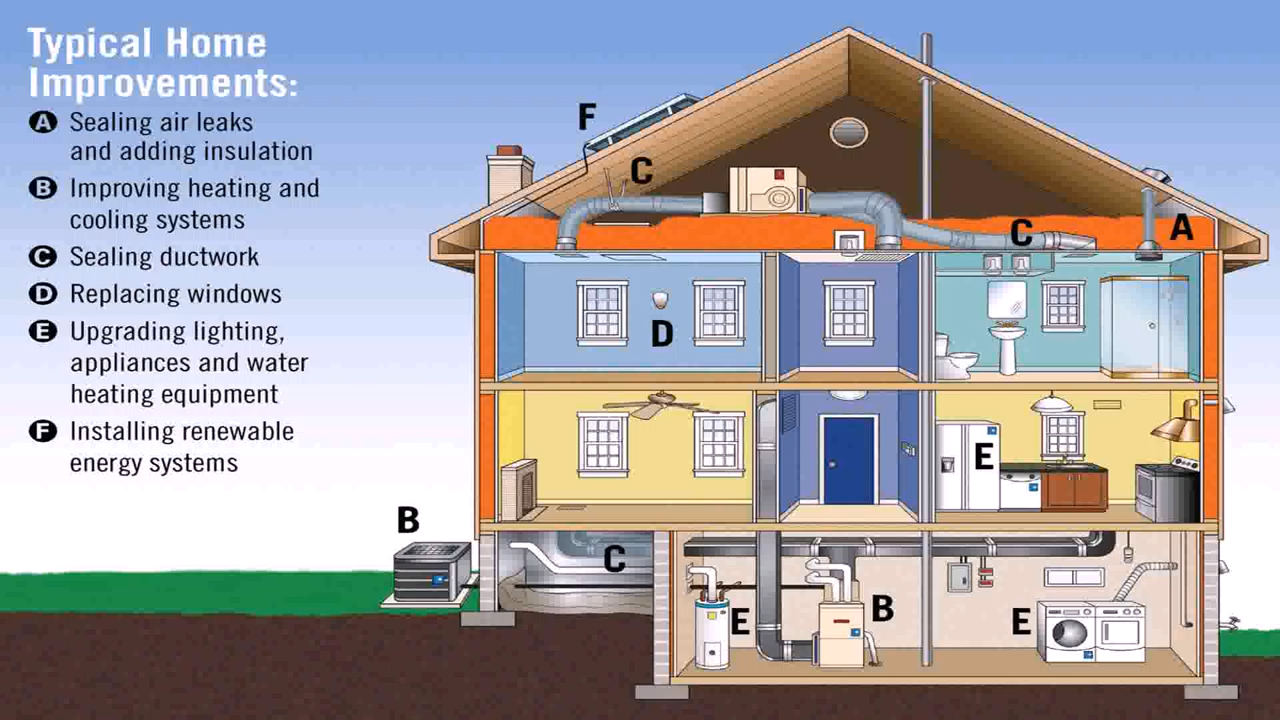 Typical Home
Improvements:
A Sealing air leaks
and adding insulation
B Improving heating and
cooling systems
C Sealing ductwork
D Replacing windows
E Upgrading lighting,
appliances and water
heating equipment
F Installing renewable
energy systems
F
C
C
A
D
E
B
C
E
B
E